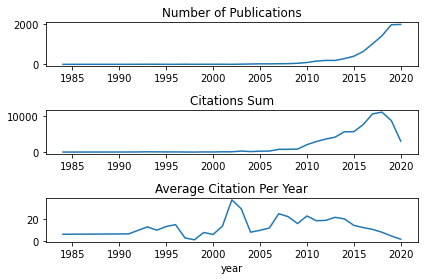 Number of Publications
2000
0
1985 1990 1995 2000 2005 2010 2015 2020
Citations Sum
10000
0
1985 1990 1995 2000 2005 2010 2015 2020
Average Citation Per Year
20
0
1985 1990 1995 2000 2005 2010 2015 2020
year